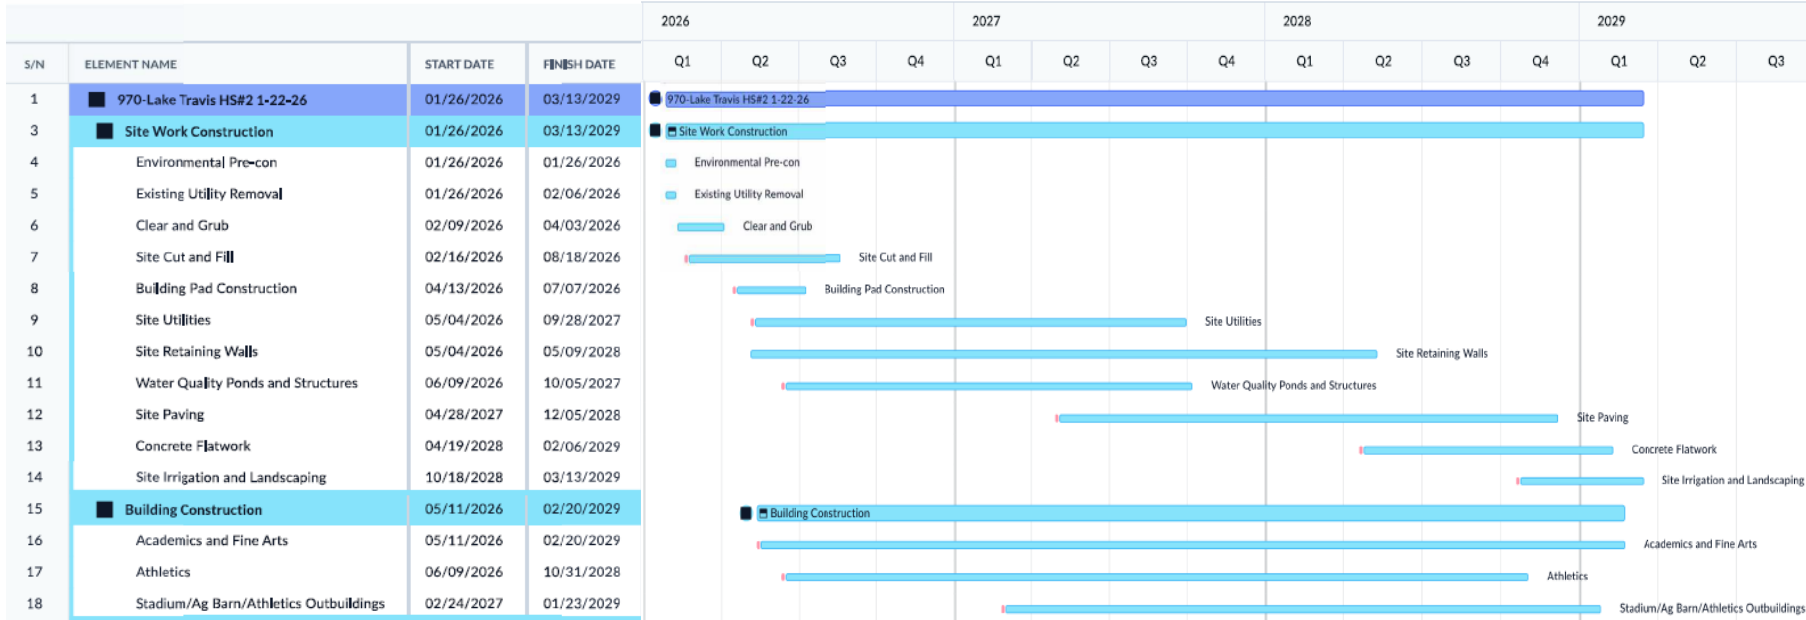 2026 2027 2028 2029
S/N ELEMENT NAME START DATE FINISH DATE Q1 Q2 Q3 Q4 Q1 Q2 Q3 Q4 Q1 Q2 Q3 Q4 Q1 Q2 Q3
1 970-Lake Travis HS#2 1-22-26 01/26/2026 03/13/2029 970-Lake Travis HS#2 1-22-26
3 Site Work Construction 01/26/2026 03/13/2029 Site Work Construction
4 Environmental Pre-con 01/26/2026 01/26/2026 Environmental Pre-con
5 Existing Utility Removal 01/26/2026 02/06/2026 Existing Utility Removal
6 Clear and Grub 02/09/2026 04/03/2026 Clear and Grub
7 Site Cut and Fill 02/16/2026 08/18/2026 Site Cut and Fill
8 Building Pad Construction 04/13/2026 07/07/2026 Building Pad Construction
9 Site Utilities 05/04/2026 09/28/2027 Site Utilities
10 Site Retaining Walls 05/04/2026 05/09/2028 Site Retaining Walls
11 Water Quality Ponds and Structures 06/09/2026 10/05/2027 Water Quality Ponds and Structures
12 Site Paving 04/28/2027 12/05/2028 Site Paving
13 Concrete Flatwork 04/19/2028 02/06/2029 Concrete Flatwork
14 Site Irrigation and Landscaping 10/18/2028 03/13/2029 Site Irrigation and Landscaping
15 Building Construction 05/11/2026 02/20/2029 Building Construction
16 Academics and Fine Arts 05/11/2026 02/20/2029 Academics and Fine Arts
17 Athletics 06/09/2026 10/31/2028 Athletics
18 Stadium/Ag Barn/Athletics Outbuildings 02/24/2027 01/23/2029 Stadium/Ag Barn/Athletics Outbuildings